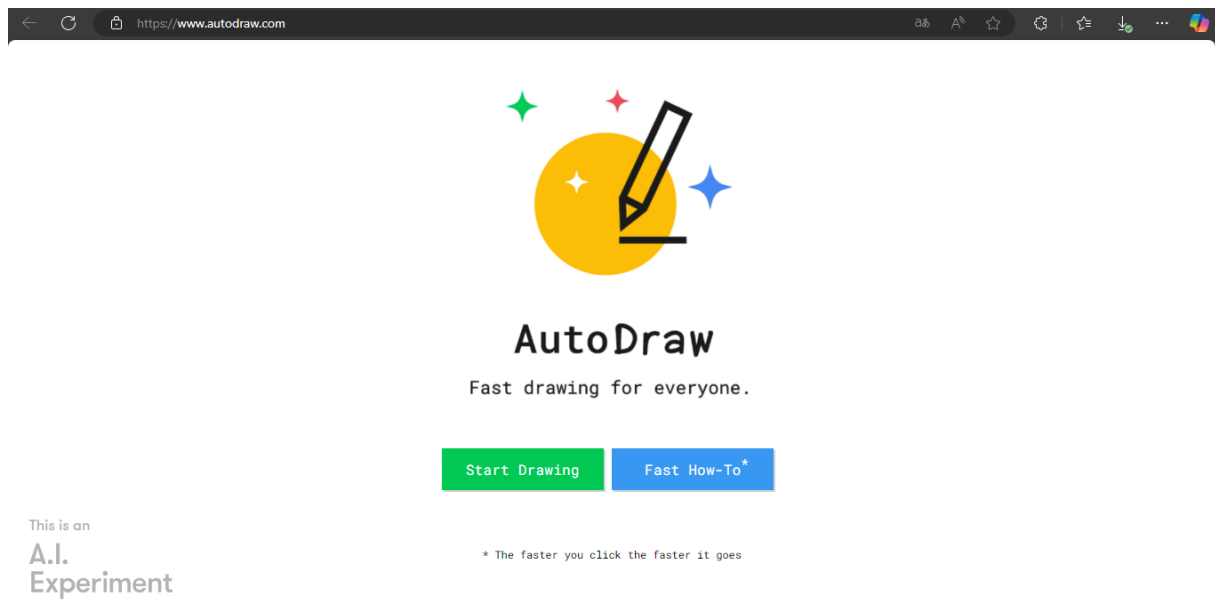 https://www.autodraw.com
AutoDraw
Fast drawing for everyone.
Start Drawing
Fast How-To*
This is an
A.I.
Experiment
* The faster you click the faster it goes